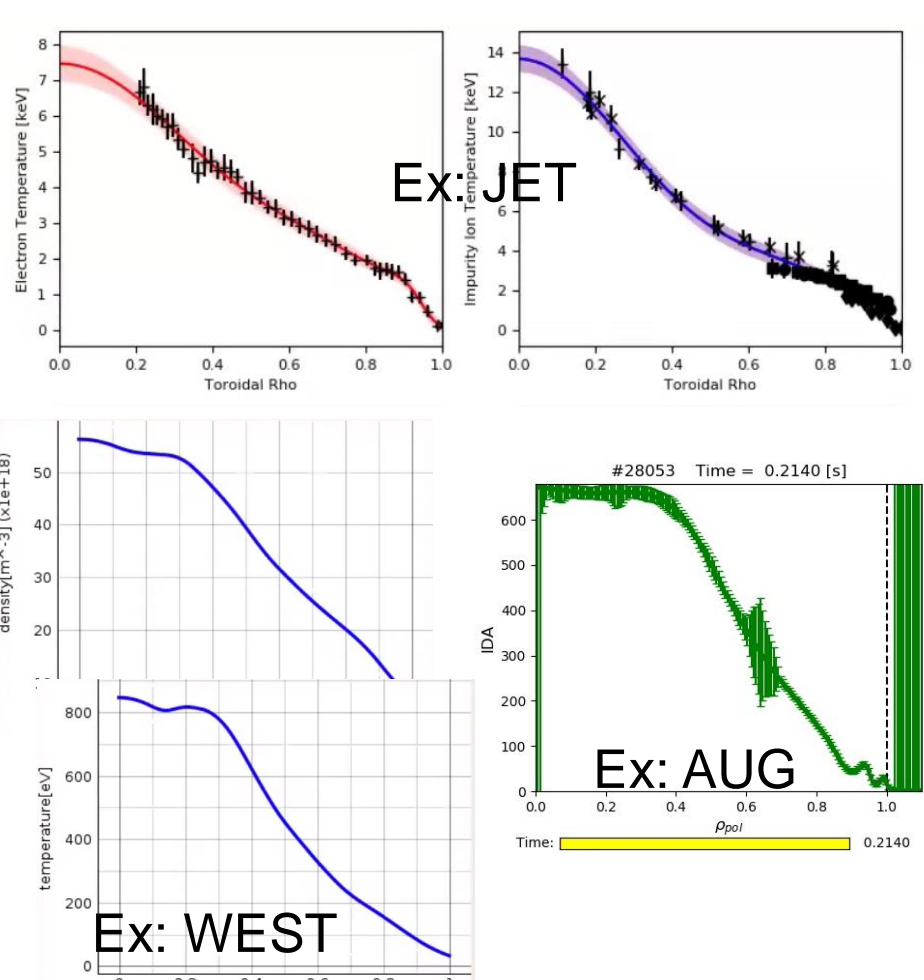 8
7
6
5
4
3
2
1
0
Electron Temperature [keV]
0.0 0.2 0.4 0.6 0.8 1.0
Toroidal Rho
14
12
10
6
4
2
0
Impurity Ion Temperature [keV]
0.0 0.2 0.4 0.6 0.8 1.0
Toroidal Rho
Ex: JET
50
40
30
20
density[m^-3] (x1e+18)
800
600
400
200
0
temperature[eV]
Ex: WEST
#28053 Time = 0.2140 [s]
600
500
400
300
200
100
0
IDA
Ex: AUG
0.0 0.2 0.4 0.6 0.8 1.0
ρpol
Time: 0.2140